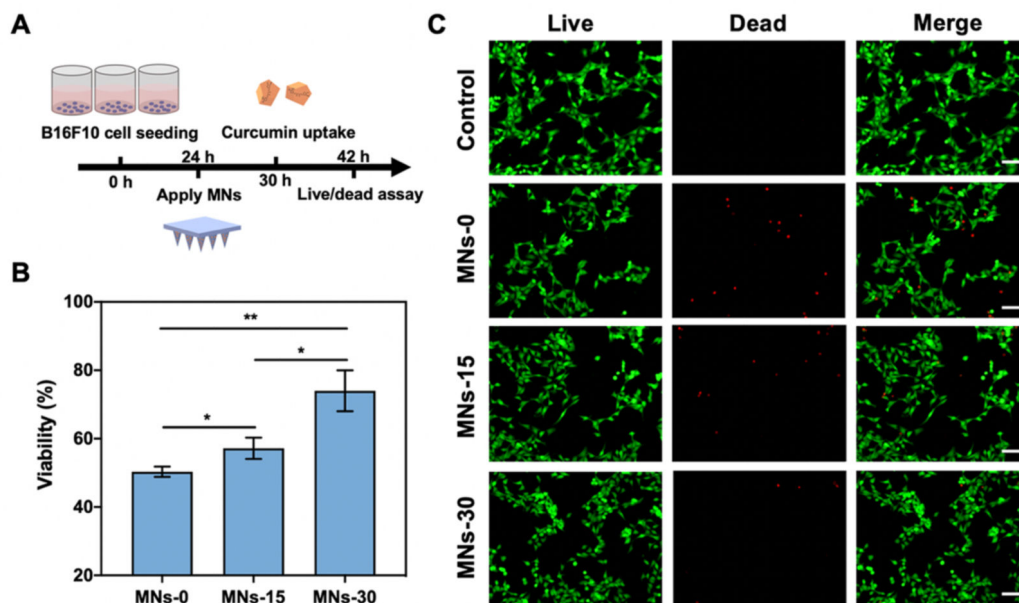 A
B16F10 cell seeding
Curcumin uptake
24 h
42 h
0 h
Apply MNs
30 h
Live/dead assay
B
Viability (%)
100
80
60
40
20
**
*
*
MNs-0
MNs-15
MNs-30
C
Live
Dead
Merge
Control
MNs-0
MNs-15
MNs-30